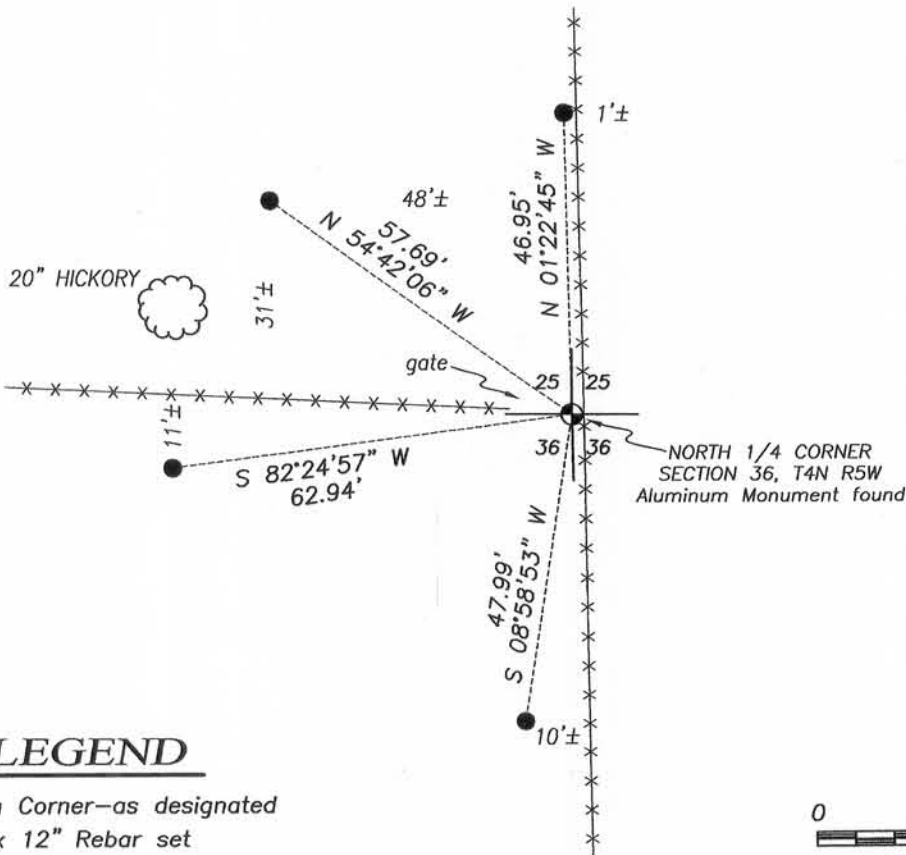 1'±
46.95'
N 01°22'45" W
48'±
57.69'
N 54°42'06" W
20" HICKORY
31'±
gate
25 25
36 36
11'±
S 82°24'57" W
62.94'
NORTH 1/4 CORNER
SECTION 36, T4N R5W
Aluminum Monument found
47.99'
S 08°58'53" W
10'±
LEGEND
Corner-as designated
x 12" Rebar set
0